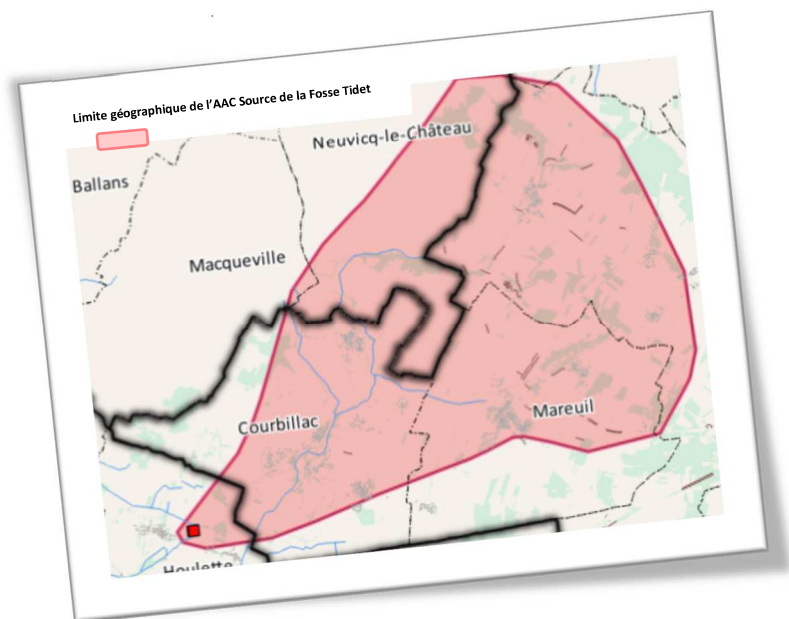 Limite géographique de l'AAC Source de la Fosse Tidet
Neuvicq-le-Château
Ballans
Macqueville
Mareuil
Courbillac
Houlette